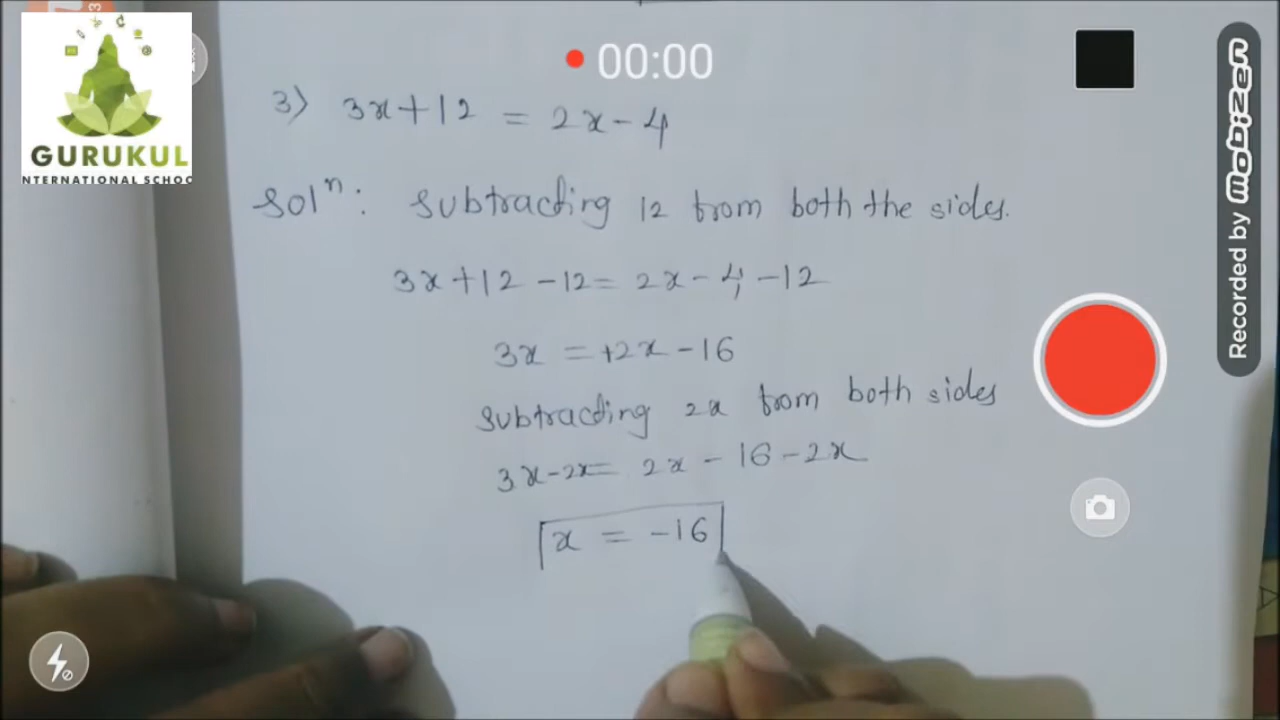 GURUKUL
NTERNATIONAL SCHOO
00:00
Recorded by mobizen
3) 3x+12 = 2x-4
Solⁿ: Subtracting 12 from both the sides.
3x+12-12= 2x-4-12
3x = +2x-16
Subtracting 2x from both sides
3x-2x= 2x-16-2x
x = -16